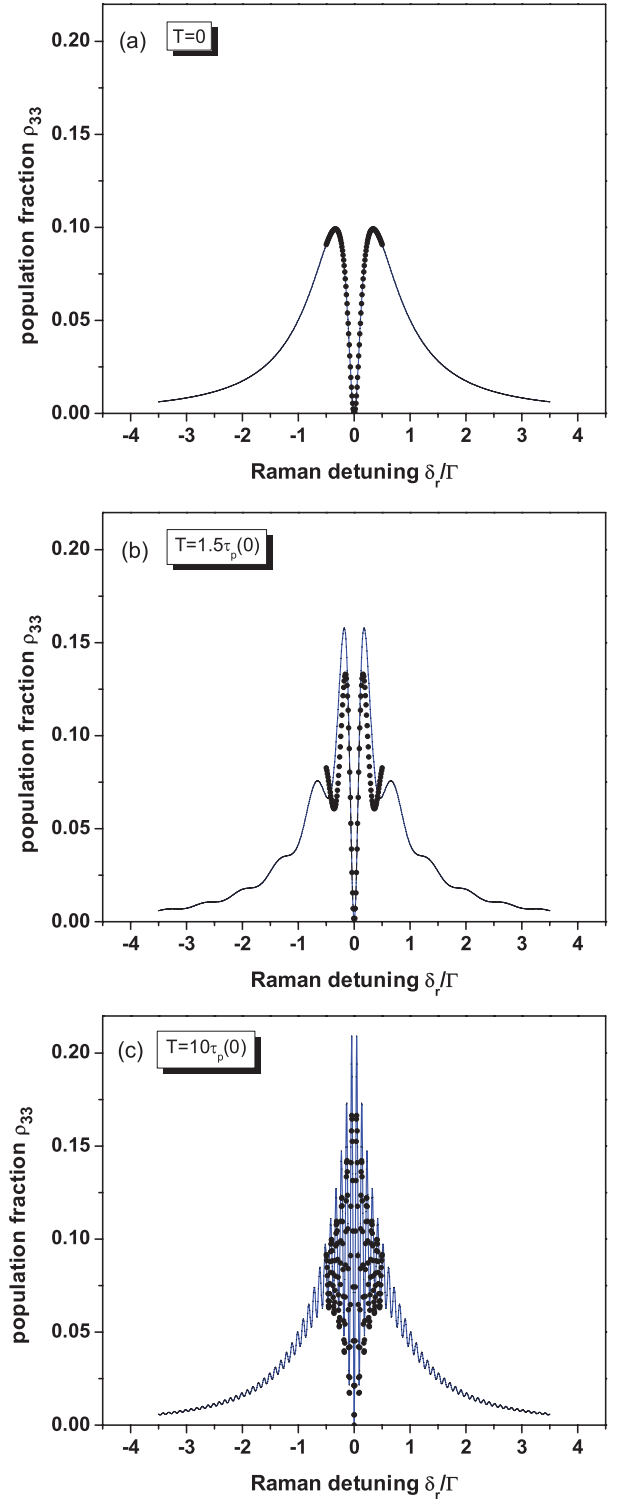 (a) T=0
0.20
0.15
0.10
0.05
0.00
population fraction ρ33
-4 -3 -2 -1 0 1 2 3 4
Raman detuning δr/Γ
(b) T=1.5τp(0)
0.20
0.15
0.10
0.05
0.00
population fraction ρ33
-4 -3 -2 -1 0 1 2 3 4
Raman detuning δr/Γ
(c) T=10τp(0)
0.20
0.15
0.10
0.05
0.00
population fraction ρ33
-4 -3 -2 -1 0 1 2 3 4
Raman detuning δr/Γ